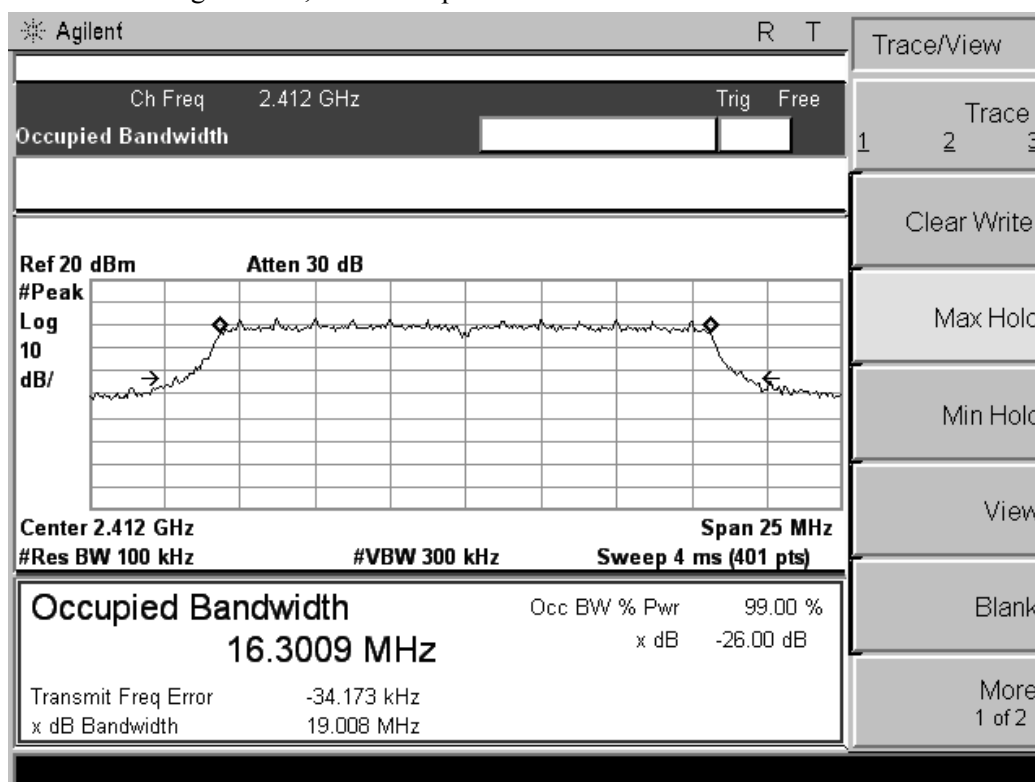 Agilent R T
Trace/View
Ch Freq 2.412 GHz Trig Free
Occupied Bandwidth
Trace
1 2 3
Clear Write
Max Hold
Min Hold
View
Blank
More
1 of 2
Ref 20 dBm Atten 30 dB
#Peak
Log
10
dB/
Center 2.412 GHz Span 25 MHz
#Res BW 100 kHz #VBW 300 kHz Sweep 4 ms (401 pts)
Occupied Bandwidth
16.3009 MHz
Occ BW % Pwr 99.00 %
x dB -26.00 dB
Transmit Freq Error -34.173 kHz
x dB Bandwidth 19.008 MHz